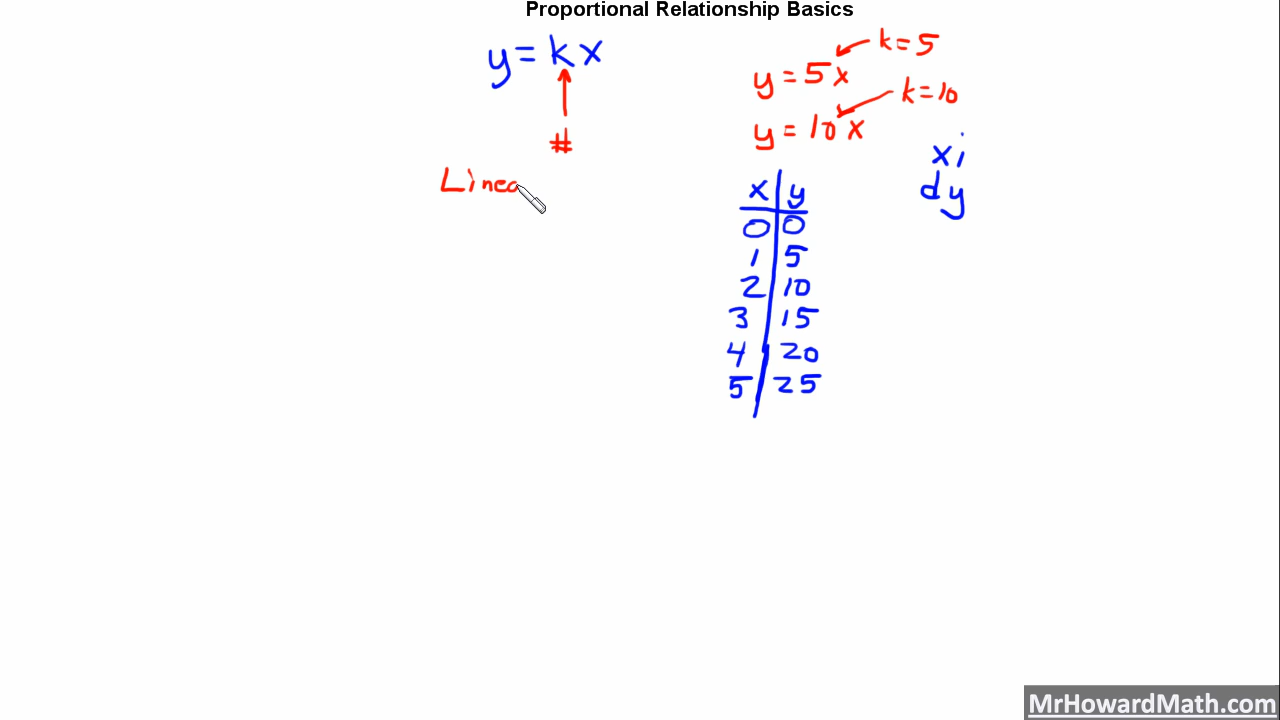 Proportional Relationship Basics
y = kx
#
Linea
k = 5
y = 5x
k = 10
y = 10x
xi
dy
x y
0 0
1 5
2 10
3 15
4 20
5 25
MrHowardMath.com